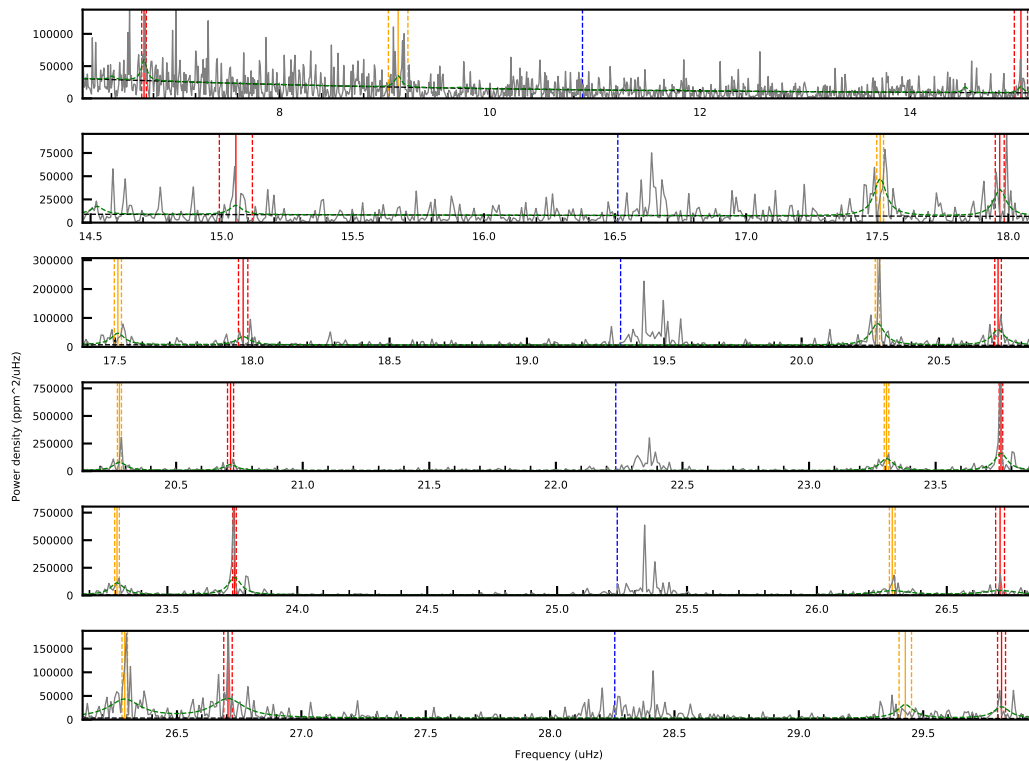 100000
50000
0
8 10 12 14
75000
50000
25000
0
14.5 15.0 15.5 16.0 16.5 17.0 17.5 18.0
300000
200000
100000
0
17.5 18.0 18.5 19.0 19.5 20.0 20.5
750000
500000
250000
0
20.5 21.0 21.5 22.0 22.5 23.0 23.5
Power density (ppm^2/uHz)
750000
500000
250000
0
23.5 24.0 24.5 25.0 25.5 26.0 26.5
150000
100000
50000
0
26.5 27.0 27.5 28.0 28.5 29.0 29.5
Frequency (uHz)